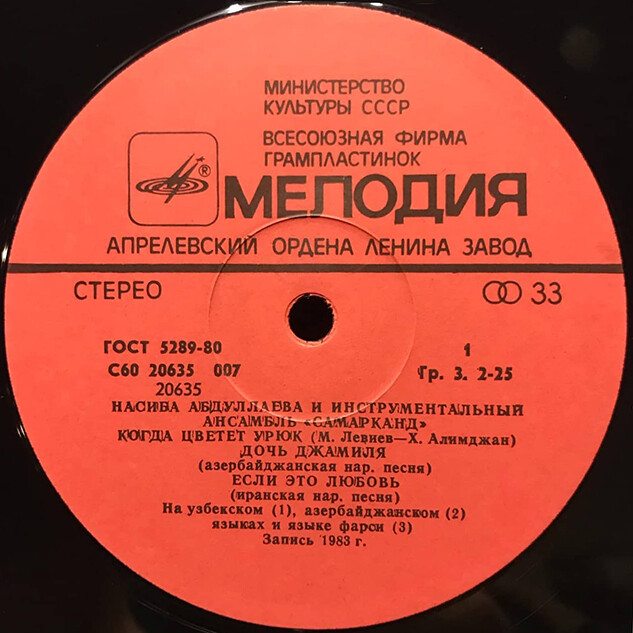 МИНИСТЕРСТВО
КУЛЬТУРЫ СССР
ВСЕСОЮЗНАЯ ФИРМА
ГРАМПЛАСТИНОК
®
МЕЛОДИЯ
АПРЕЛЕВСКИЙ ОРДЕНА ЛЕНИНА ЗАВОД
СТЕРЕО 33
ГОСТ 5289-80 1
С60 20635 007 Гр. 3. 2-25
20635
НАСИБА АБДУЛЛАЕВА И ИНСТРУМЕНТАЛЬНЫЙ
АНСАМБЛЬ «САМАРКАНД»
КОГДА ЦВЕТЕТ УРЮК (М. Левиев—Х. Алимджан)
ДОЧЬ ДЖАМИЛЯ
(азербайджанская нар. песня)
ЕСЛИ ЭТО ЛЮБОВЬ
(иранская нар. песня)
На узбекском (1), азербайджанском (2)
языках и языке фарси (3)
Запись 1983 г.